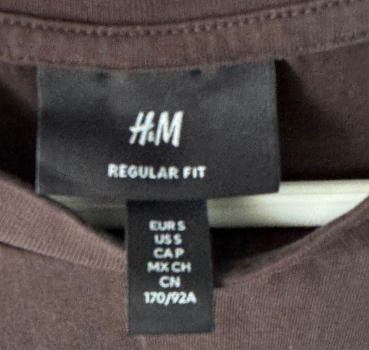 H&M
REGULAR FIT
EUR S
US S
CA P
MX CH
CN
170/92A